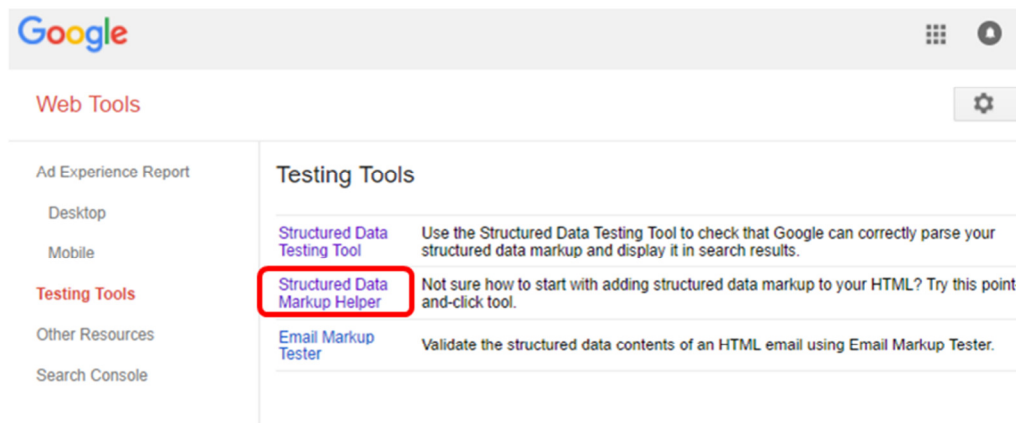 Google
Web Tools
Ad Experience Report
Desktop
Mobile
Testing Tools
Other Resources
Search Console
Testing Tools
Structured Data
Testing Tool
Use the Structured Data Testing Tool to check that Google can correctly parse your
structured data markup and display it in search results.
Structured Data
Markup Helper
Not sure how to start with adding structured data markup to your HTML? Try this point
and-click tool.
Email Markup
Tester
Validate the structured data contents of an HTML email using Email Markup Tester.